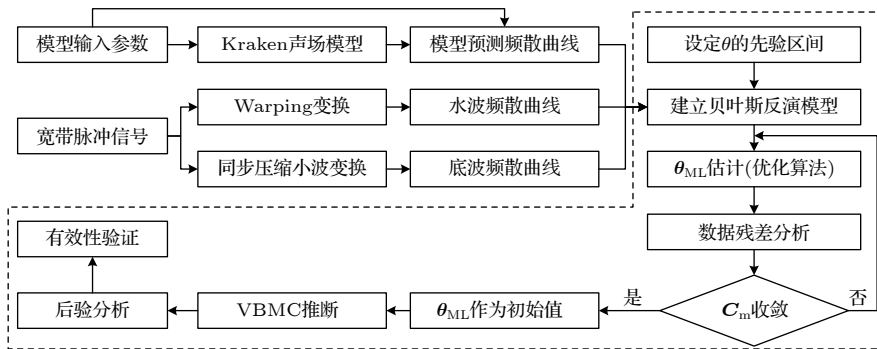 模型输入参数
Kraken声场模型
模型预测频散曲线
设定θ的先验区间
宽带脉冲信号
Warping变换
水波频散曲线
建立贝叶斯反演模型
同步压缩小波变换
底波频散曲线
θML估计(优化算法)
数据残差分析
有效性验证
后验分析
VBMC推断
θML作为初始值
是
Cm收敛
否